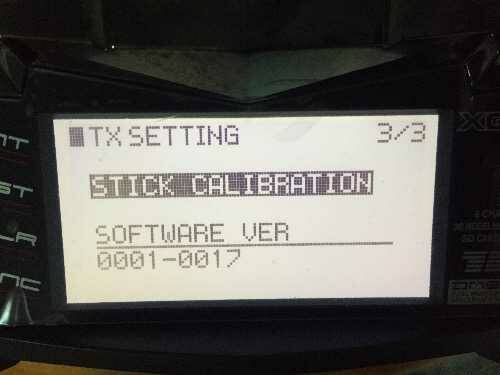 TX SETTING 3/3
STICK CALIBRATION
SOFTWARE VER
0001-0017